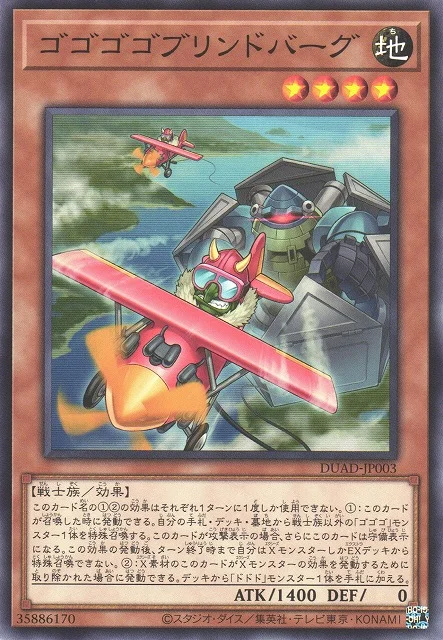 ゴゴゴゴブリンドバーグ
地
DUAD-JP003
【戦士族／効果】
このカード名の①②の効果はそれぞれ1ターンに1度しか使用できない。①：このカー
ドが召喚した時に発動できる。自分の手札・デッキ・墓地から戦士族以外の「ゴゴゴ」モン
スター1体を特殊召喚する。このカードが攻撃表示の場合、さらにこのカードは守備表
示になる。この効果の発動後、ターン終了時まで自分はXモンスターしかEXデッキから
特殊召喚できない。②：X素材のこのカードがXモンスターの効果を発動するために
取り除かれた場合に発動できる。デッキから「ドドド」モンスター1体を手札に加える。
ATK/1400 DEF/ 0
35886170
©スタジオ・ダイス／集英社・テレビ東京・KONAMI